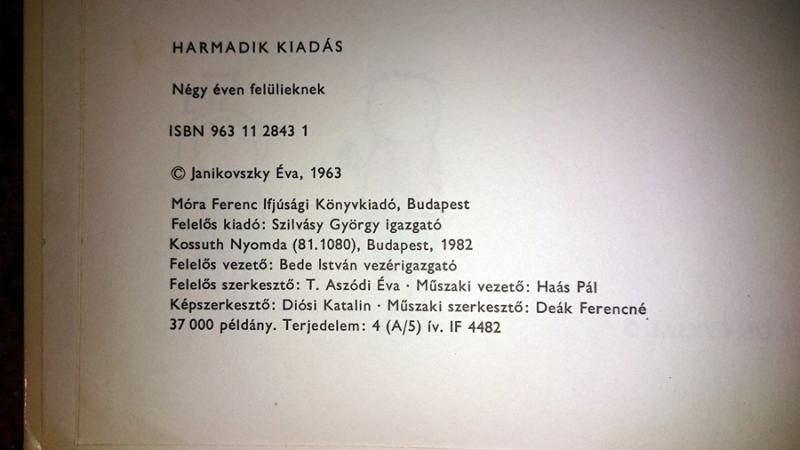 HARMADIK KIADÁS
Négy éven felülieknek
ISBN 963 11 2843 1
© Janikovszky Éva, 1963
Móra Ferenc Ifjúsági Könyvkiadó, Budapest
Felelős kiadó: Szilvásy György igazgató
Kossuth Nyomda (81.1080), Budapest, 1982
Felelős vezető: Bede István vezérigazgató
Felelős szerkesztő: T. Aszódi Éva · Műszaki vezető: Haás Pál
Képszerkesztő: Diósi Katalin · Műszaki szerkesztő: Deák Ferencné
37 000 példány. Terjedelem: 4 (A/5) ív. IF 4482